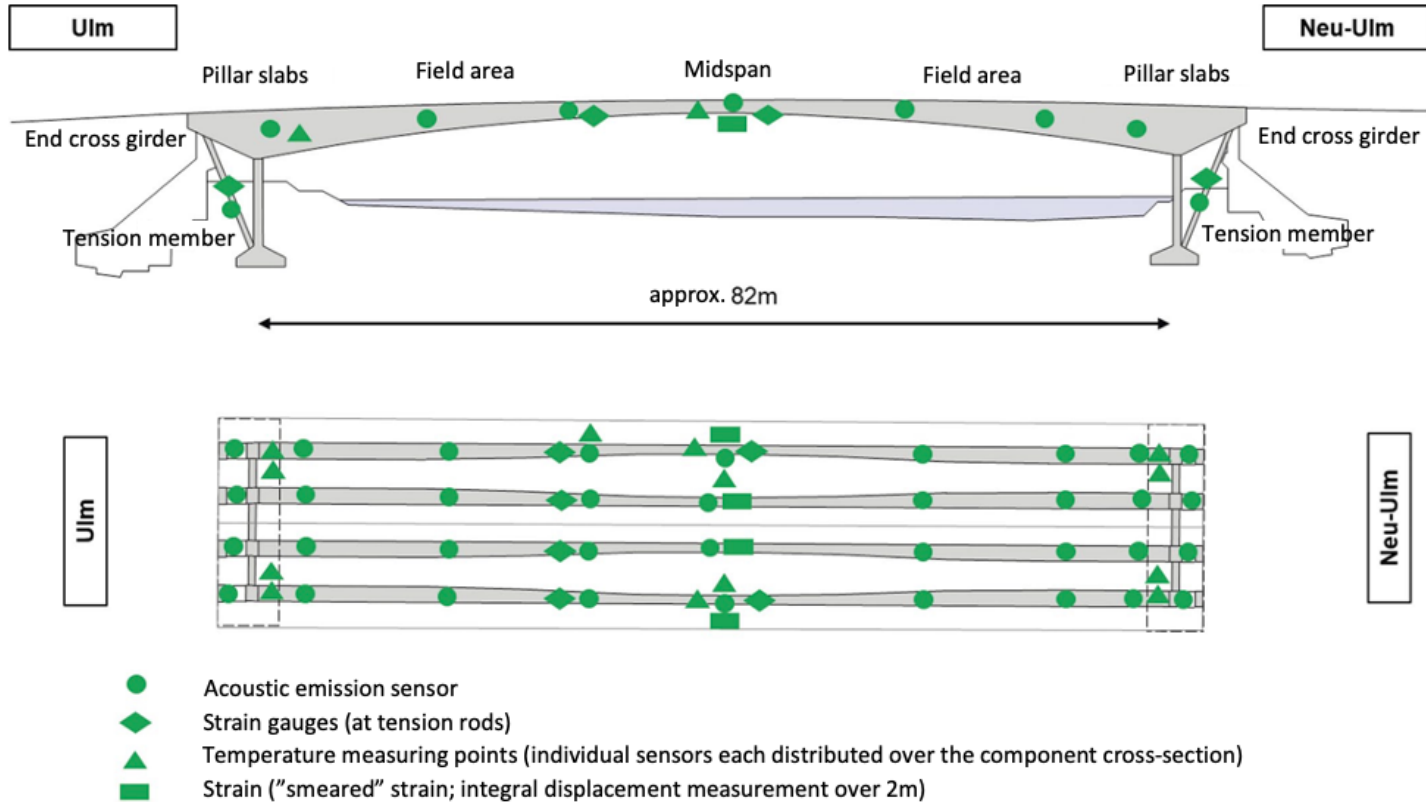 Ulm
Neu-Ulm
Pillar slabs
Field area
Midspan
Field area
Pillar slabs
End cross girder
End cross girder
Tension member
Tension member
approx. 82m
Ulm
Neu-Ulm
Acoustic emission sensor
Strain gauges (at tension rods)
Temperature measuring points (individual sensors each distributed over the component cross-section)
Strain (”smeared” strain; integral displacement measurement over 2m)